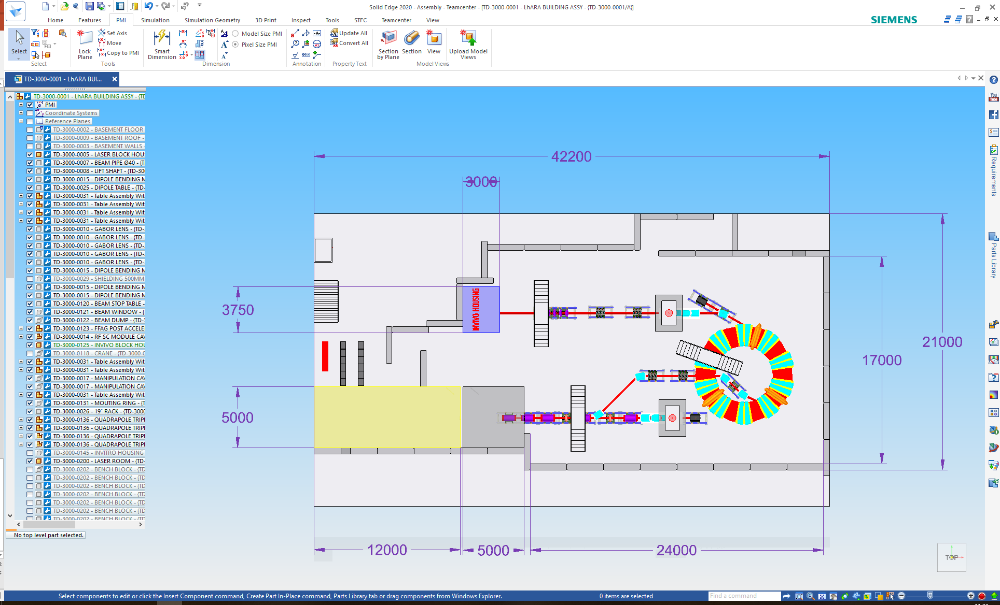 Solid Edge 2020 - Assembly - Teamcenter - [TD-3000-0001 - LhARA BUILDING ASSY - {TD-3000-0001/A}]
Home Features PMI Simulation Simulation Geometry 3D Print Inspect Tools STFC Teamcenter View
SIEMENS
Select
Select
Lock Plane
Set Axis
Move
Copy to PMI
Tools
Smart Dimension
Model Size PMI
Pixel Size PMI
Dimension
Annotation
Update All
Convert All
Property Text
Section by Plane
Section
View
Model Views
Upload Model Views
TD-3000-0001 - LhARA BUI...
TD-3000-0001 - LhARA BUILDING ASSY - {TD
PMI
Coordinate Systems
Reference Planes
TD-3000-0002 - BASEMENT FLOOR
TD-3000-0009 - BASEMENT ROOF -
TD-3000-0003 - BASEMENT WALLS -
TD-3000-0005 - LASER BLOCK HOU
TD-3000-0007 - BEAM PIPE Ø40 - {T
TD-3000-0008 - LIFT SHAFT - {TD-30
TD-3000-0015 - DIPOLE BENDING M
TD-3000-0025 - DIPOLE TABLE - {TD-
TD-3000-0031 - Table Assembly Wit
TD-3000-0031 - Table Assembly Wit
TD-3000-0031 - Table Assembly Wit
TD-3000-0031 - Table Assembly Wit
TD-3000-0010 - GABOR LENS - {TD-
TD-3000-0010 - GABOR LENS - {TD-
TD-3000-0010 - GABOR LENS - {TD-
TD-3000-0010 - GABOR LENS - {TD-
TD-3000-0010 - GABOR LENS - {TD-
TD-3000-0015 - DIPOLE BENDING M
TD-3000-0029 - SHIELDING 500MM
TD-3000-0015 - DIPOLE BENDING M
TD-3000-0015 - DIPOLE BENDING M
TD-3000-0120 - BEAM STOP TABLE -
TD-3000-0121 - BEAM WINDOW - {
TD-3000-0122 - BEAM DUMP - {TD-
TD-3000-0123 - FFAG POST ACCELE
TD-3000-0014 - RF SC MODULE CAV
TD-3000-0125 - INVIVO BLOCK HOU
TD-3000-0118 - CRANE - {TD-3000-0
TD-3000-0031 - Table Assembly Wit
TD-3000-0031 - Table Assembly Wit
TD-3000-0017 - MANIPULATION CAV
TD-3000-0017 - MANIPULATION CAV
TD-3000-0031 - Table Assembly Wit
TD-3000-0131 - MOUTING RING - {T
TD-3000-0026 - 19" RACK - {TD-3000
TD-3000-0136 - QUADRAPOLE TRIPL
TD-3000-0136 - QUADRAPOLE TRIPL
TD-3000-0136 - QUADRAPOLE TRIPL
TD-3000-0136 - QUADRAPOLE TRIPL
TD-3000-0145 - INVITRO HOUSING
TD-3000-0200 - LASER ROOM - {TD-
TD-3000-0202 - BENCH BLOCK - {TD
TD-3000-0202 - BENCH BLOCK - {TD
TD-3000-0202 - BENCH BLOCK - {TD
TD-3000-0202 - BENCH BLOCK - {TD
TD-3000-0202 - BENCH BLOCK - {TD
TD-3000-0202 - BENCH BLOCK - {TD
TD-3000-0202 - BENCH BLOCK - {TD
No top level part selected.
42200
3000
3750
INVIVO HOUSING
5000
21000
17000
12000
5000
24000
TOP
You Tube
Requirements
Parts Library
Select components to edit or click the Insert Component command, Create Part In-Place command, Parts Library tab or drag components from Windows Explorer.
0 items are selected
Find a command